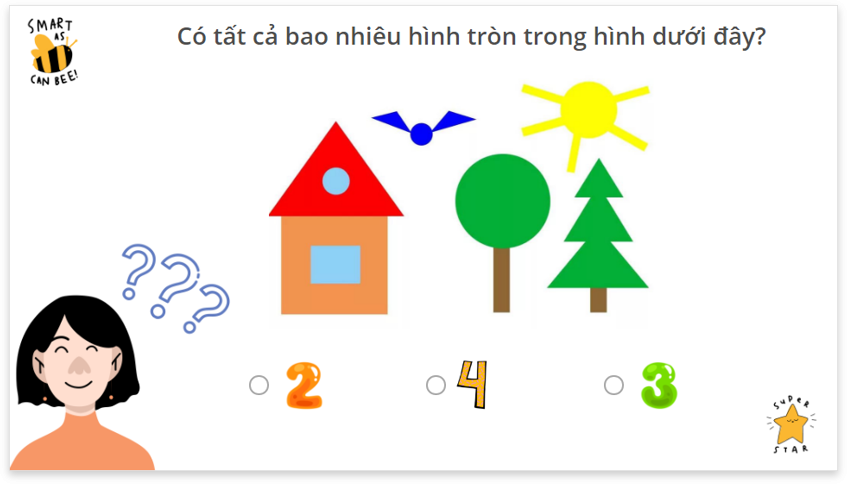 SMART
AS
CAN BEE!
Có tất cả bao nhiêu hình tròn trong hình dưới đây?
???
2
4
3
SUPER
STAR